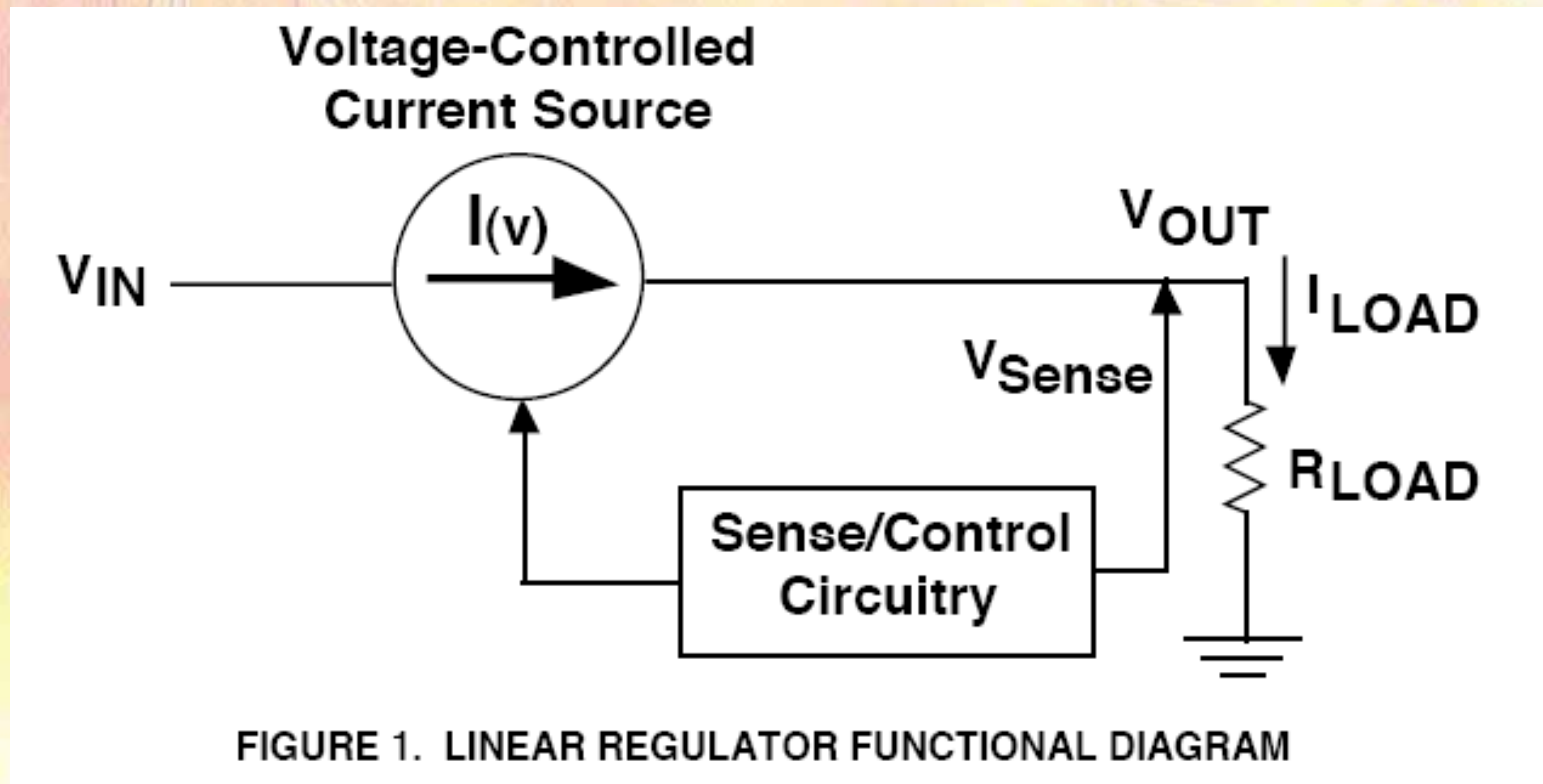 Voltage-Controlled
Current Source
I(v)
VIN
VOUT
ILOAD
VSense
RLOAD
Sense/Control
Circuitry
FIGURE 1. LINEAR REGULATOR FUNCTIONAL DIAGRAM